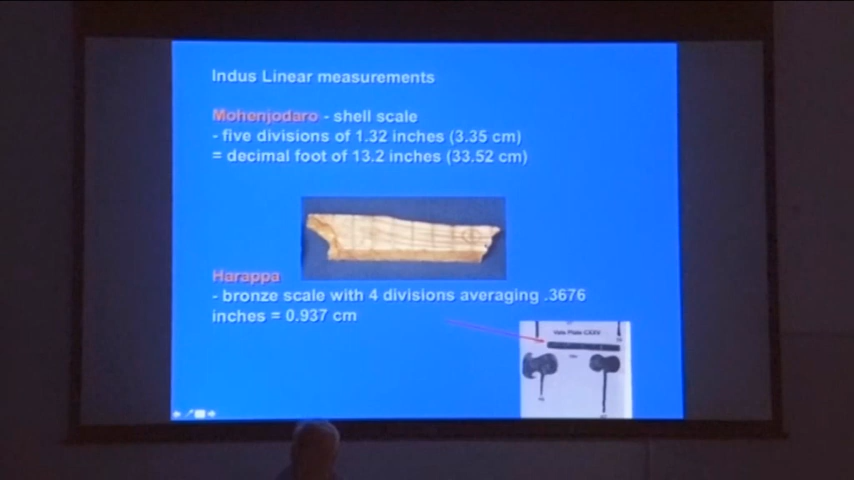 Indus Linear measurements
Mohenjodaro - shell scale
- five divisions of 1.32 inches (3.35 cm)
= decimal foot of 13.2 inches (33.52 cm)
Harappa
- bronze scale with 4 divisions averaging .3676
inches = 0.937 cm
Vats Plate CXXV